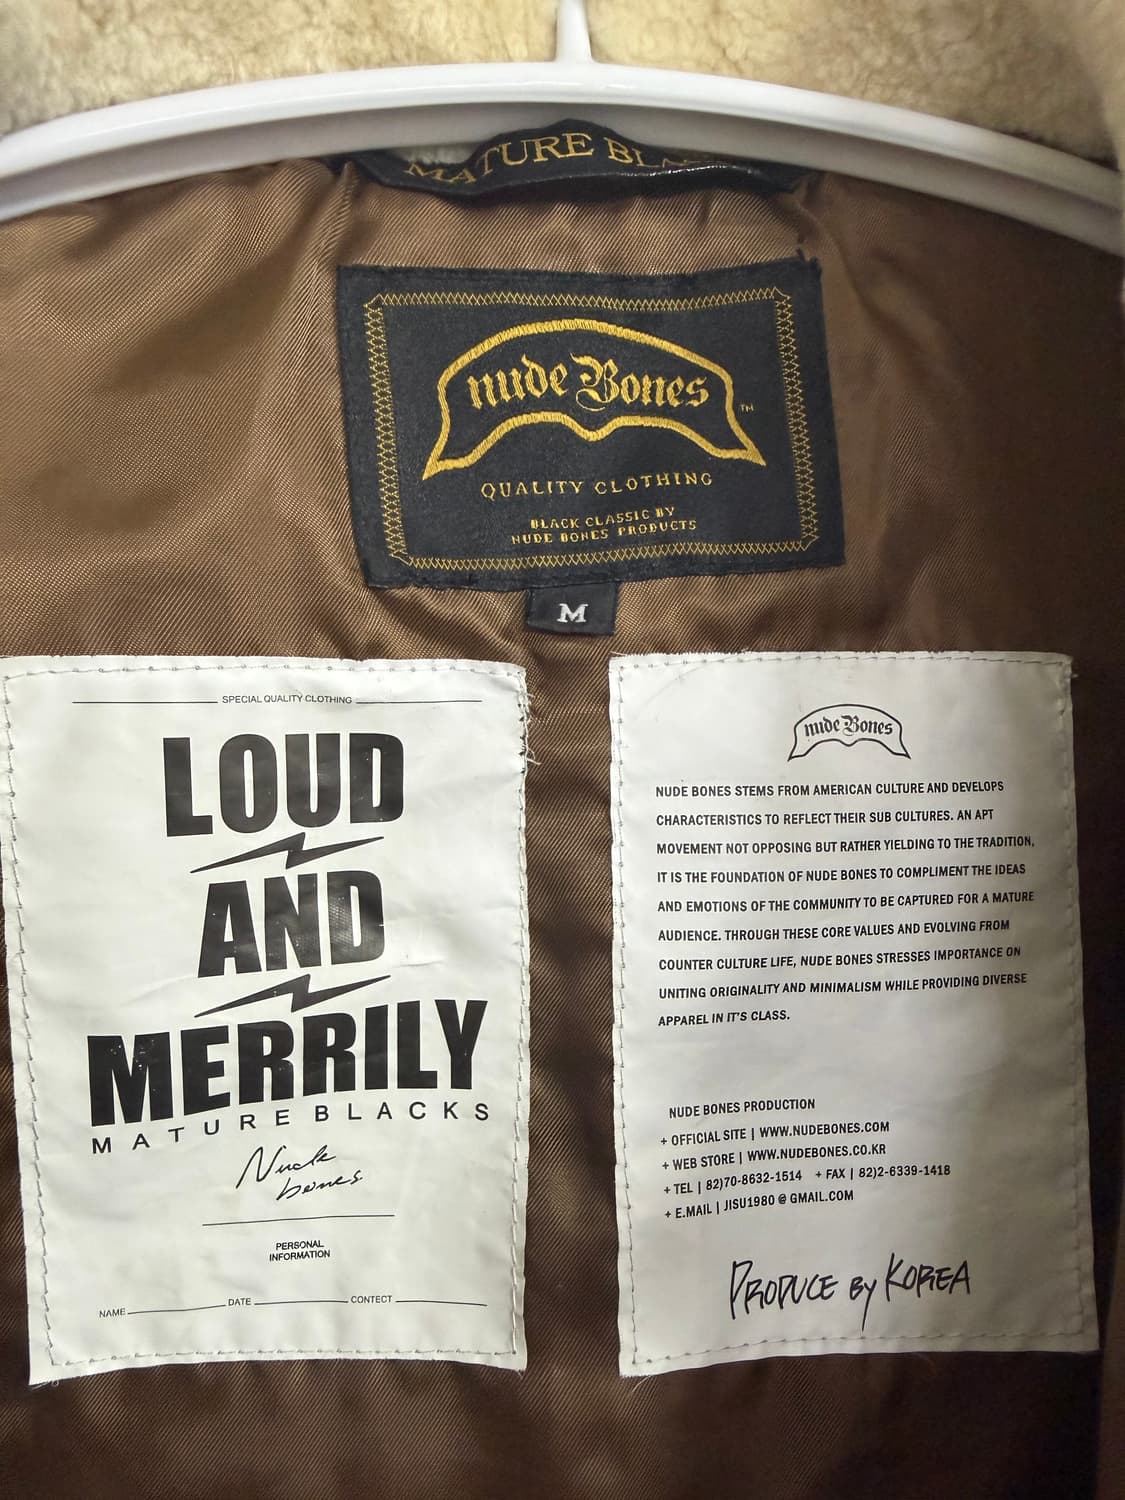 MATURE
nude Bones
TM
QUALITY CLOTHING
BLACK CLASSIC BY
NUDE BONES PRODUCTS
M
SPECIAL QUALITY CLOTHING
LOUD
AND
MERRILY
MATURE BLACKS
Nude
bones
PERSONAL
INFORMATION
NAME DATE CONTECT
nude Bones
NUDE BONES STEMS FROM AMERICAN CULTURE AND DEVELOPS
CHARACTERISTICS TO REFLECT THEIR SUB CULTURES. AN APT
MOVEMENT NOT OPPOSING BUT RATHER YIELDING TO THE TRADITION,
IT IS THE FOUNDATION OF NUDE BONES TO COMPLIMENT THE IDEAS
AND EMOTIONS OF THE COMMUNITY TO BE CAPTURED FOR A MATURE
AUDIENCE. THROUGH THESE CORE VALUES AND EVOLVING FROM
COUNTER CULTURE LIFE, NUDE BONES STRESSES IMPORTANCE ON
UNITING ORIGINALITY AND MINIMALISM WHILE PROVIDING DIVERSE
APPAREL IN IT'S CLASS.
NUDE BONES PRODUCTION
+ OFFICIAL SITE | WWW.NUDEBONES.COM
+ WEB STORE | WWW.NUDEBONES.CO.KR
+ TEL | 82)70-8632-1514 + FAX | 82)2-6339-1418
+ E.MAIL | JISU1980 @ GMAIL.COM
PRODUCE BY KOREA